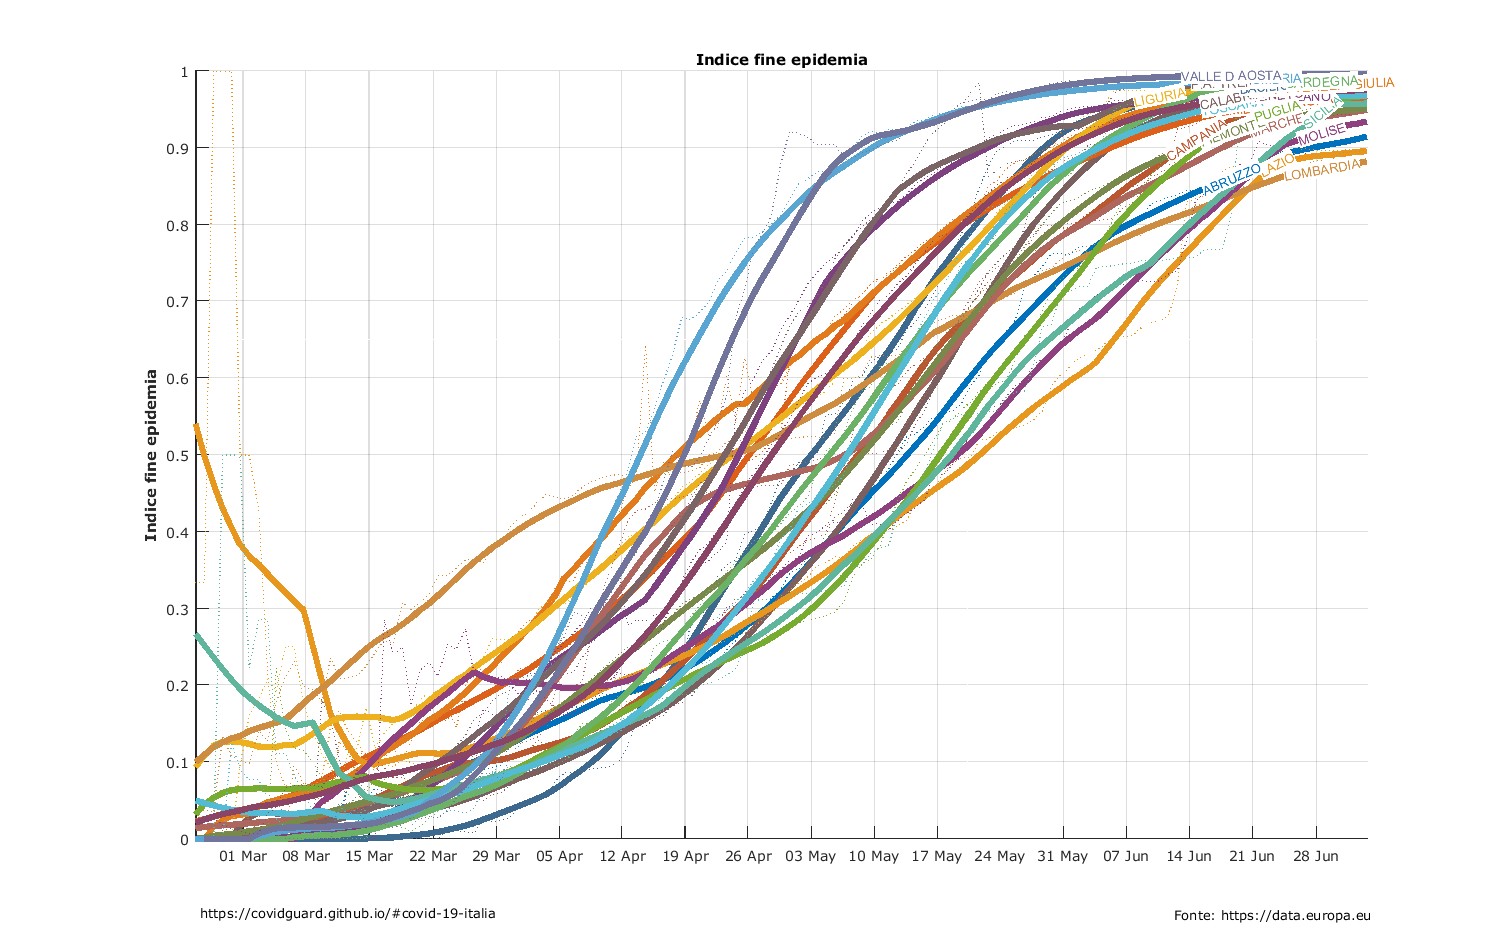 Indice fine epidemia
Indice fine epidemia
1
0.9
0.8
0.7
0.6
0.5
0.4
0.3
0.2
0.1
0
VALLE D AOSTA
RDEGNA
LIGURIA
CALAB
PUGLIA
SICILIA
CAMPANIA
EMONT
MARCHE
MOLISE
ABRUZZO
AZIO
LOMBARDIA
01 Mar 08 Mar 15 Mar 22 Mar 29 Mar 05 Apr 12 Apr 19 Apr 26 Apr 03 May 10 May 17 May 24 May 31 May 07 Jun 14 Jun 21 Jun 28 Jun
https://covidguard.github.io/#covid-19-italia
Fonte: https://data.europa.eu